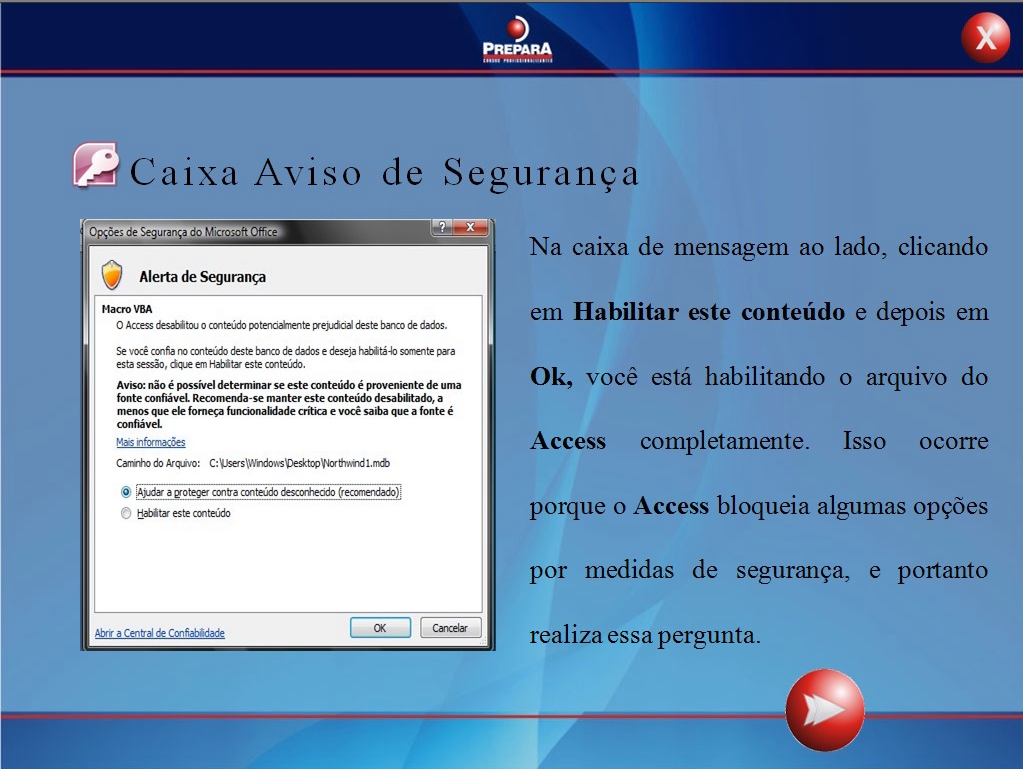 PREPARA
CURSOS PROFISSIONALIZANTES
X
Caixa Aviso de Segurança
Opções de Segurança do Microsoft Office
?
X
Alerta de Segurança
Macro VBA
O Access desabilitou o conteúdo potencialmente prejudicial deste banco de dados.
Se você confia no conteúdo deste banco de dados e deseja habilitá-lo somente para
esta sessão, clique em Habilitar este conteúdo.
Aviso: não é possível determinar se este conteúdo é proveniente de uma
fonte confiável. Recomenda-se manter este conteúdo desabilitado, a
menos que ele forneça funcionalidade crítica e você saiba que a fonte é
confiável.
Mais informações
Caminho do Arquivo: C:\Users\Windows\Desktop\Northwind1.mdb
Ajudar a proteger contra conteúdo desconhecido (recomendado)
Habilitar este conteúdo
Abrir a Central de Confiabilidade
OK
Cancelar
Na caixa de mensagem ao lado, clicando
em Habilitar este conteúdo e depois em
Ok, você está habilitando o arquivo do
Access completamente. Isso ocorre
porque o Access bloqueia algumas opções
por medidas de segurança, e portanto
realiza essa pergunta.